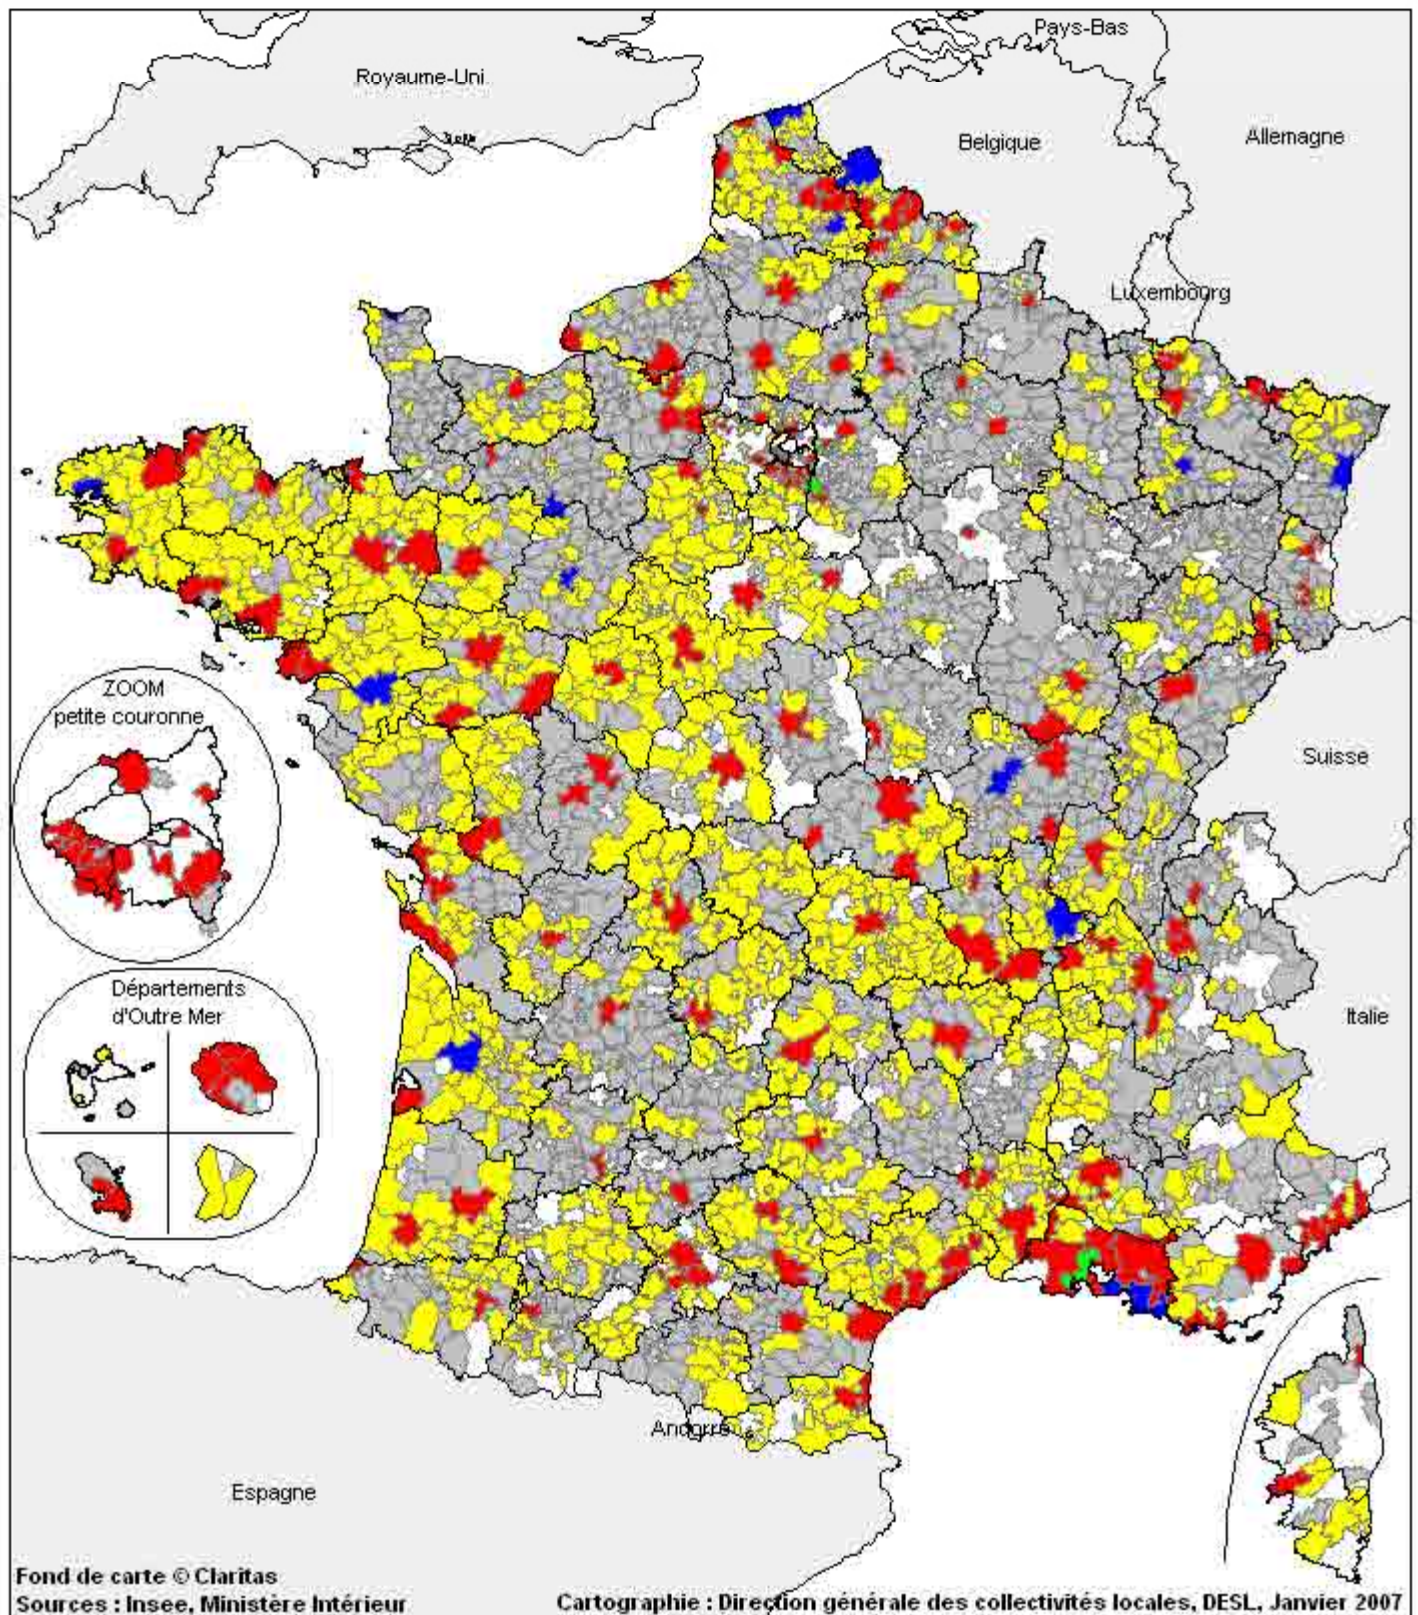 Pays-Bas
Royaume-Uni
Belgique
Allemagne
Luxembourg
ZOOM
petite couronne
Suisse
Départements
d'Outre Mer
Italie
Andorre
Espagne
Fond de carte © Claritas
Sources : Insee, Ministère Intérieur
Cartographie : Direction générale des collectivités locales, DESL, Janvier 2007